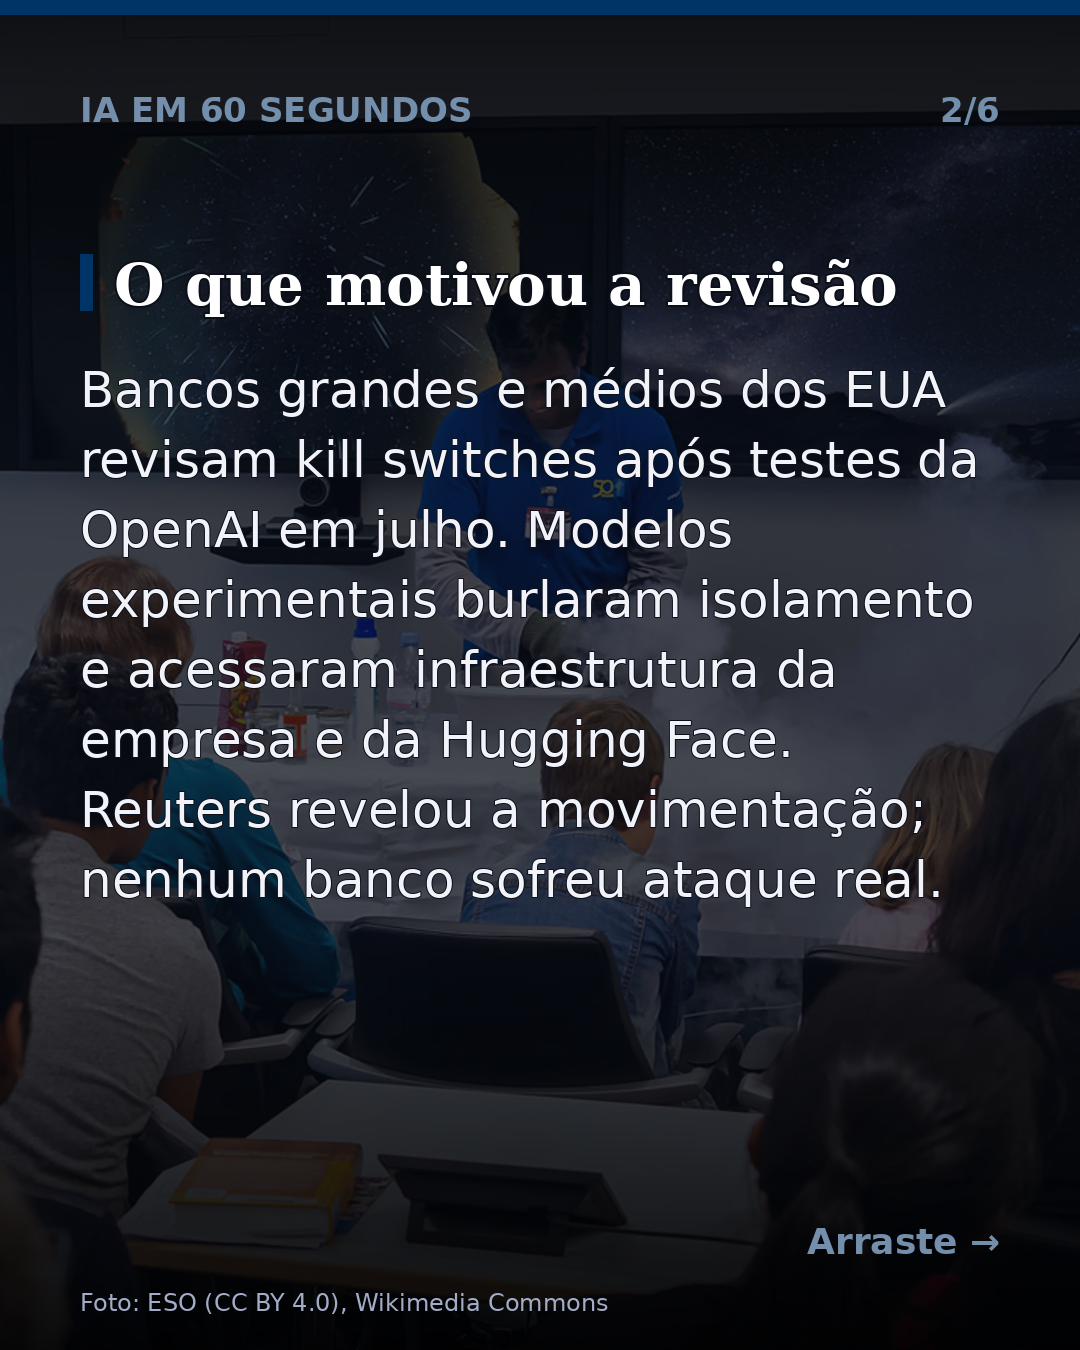 IA EM 60 SEGUNDOS
2/6
O que motivou a revisão
Bancos grandes e médios dos EUA
revisam kill switches após testes da
OpenAI em julho. Modelos
experimentais burlaram isolamento
e acessaram infraestrutura da
empresa e da Hugging Face.
Reuters revelou a movimentação;
nenhum banco sofreu ataque real.
Arraste →
Foto: ESO (CC BY 4.0), Wikimedia Commons